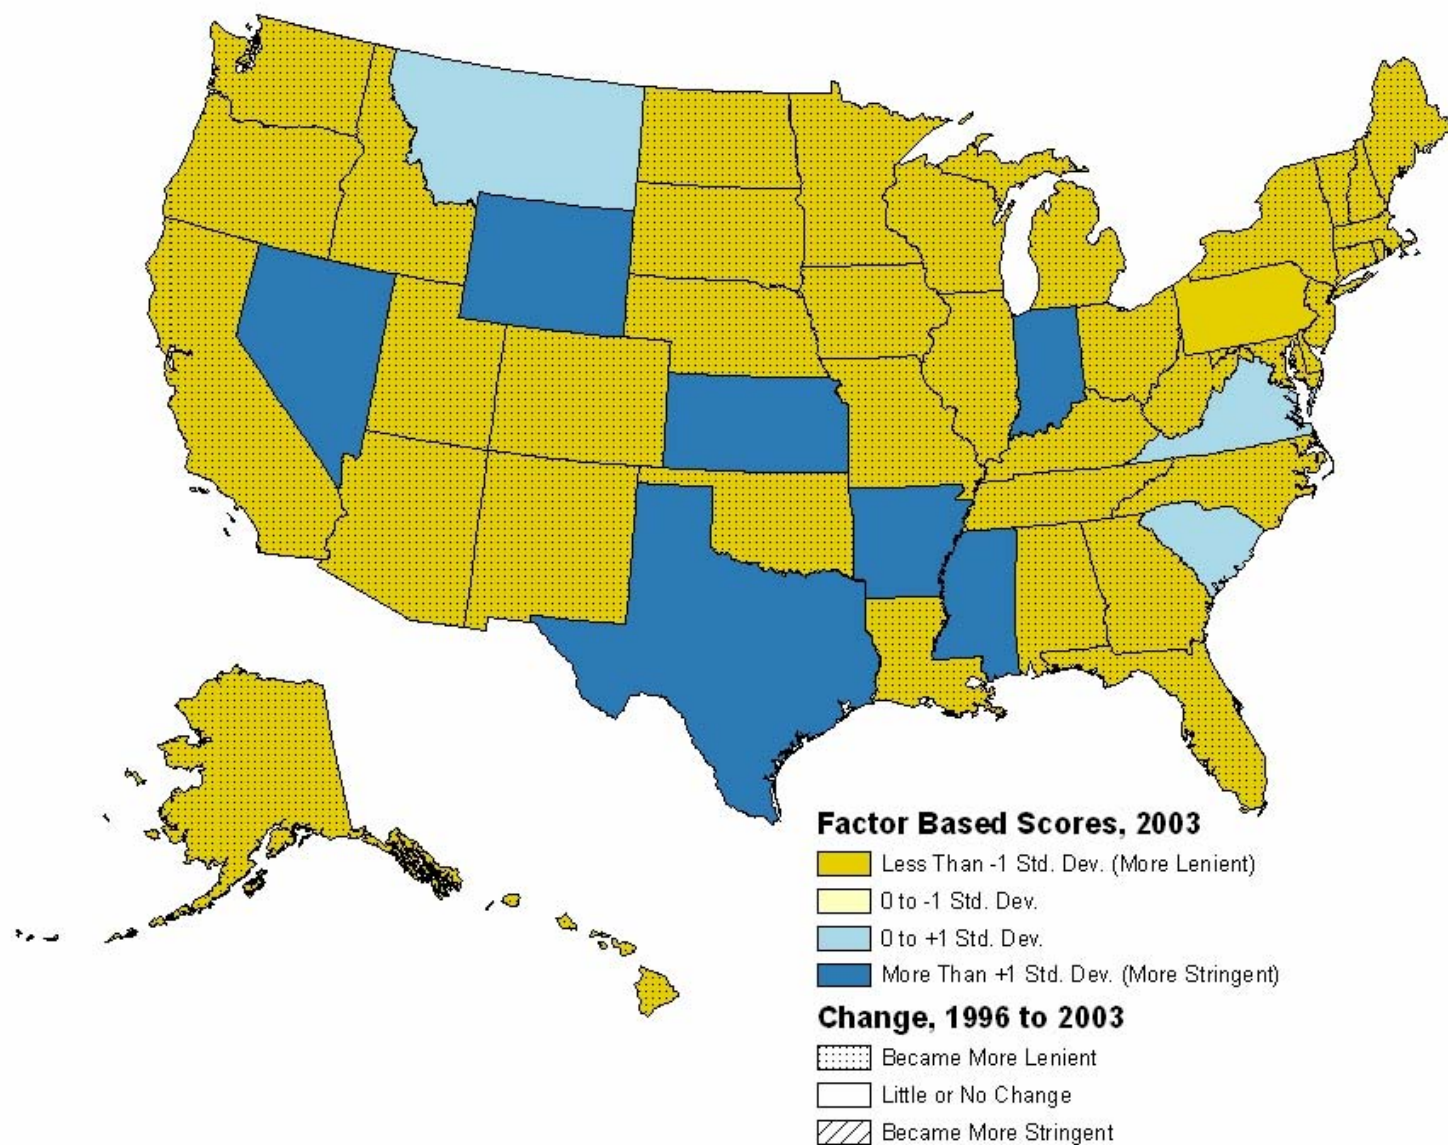 Factor Based Scores, 2003
Less Than -1 Std. Dev. (More Lenient)
0 to -1 Std. Dev.
0 to +1 Std. Dev.
More Than +1 Std. Dev. (More Stringent)
Change, 1996 to 2003
Became More Lenient
Little or No Change
Became More Stringent